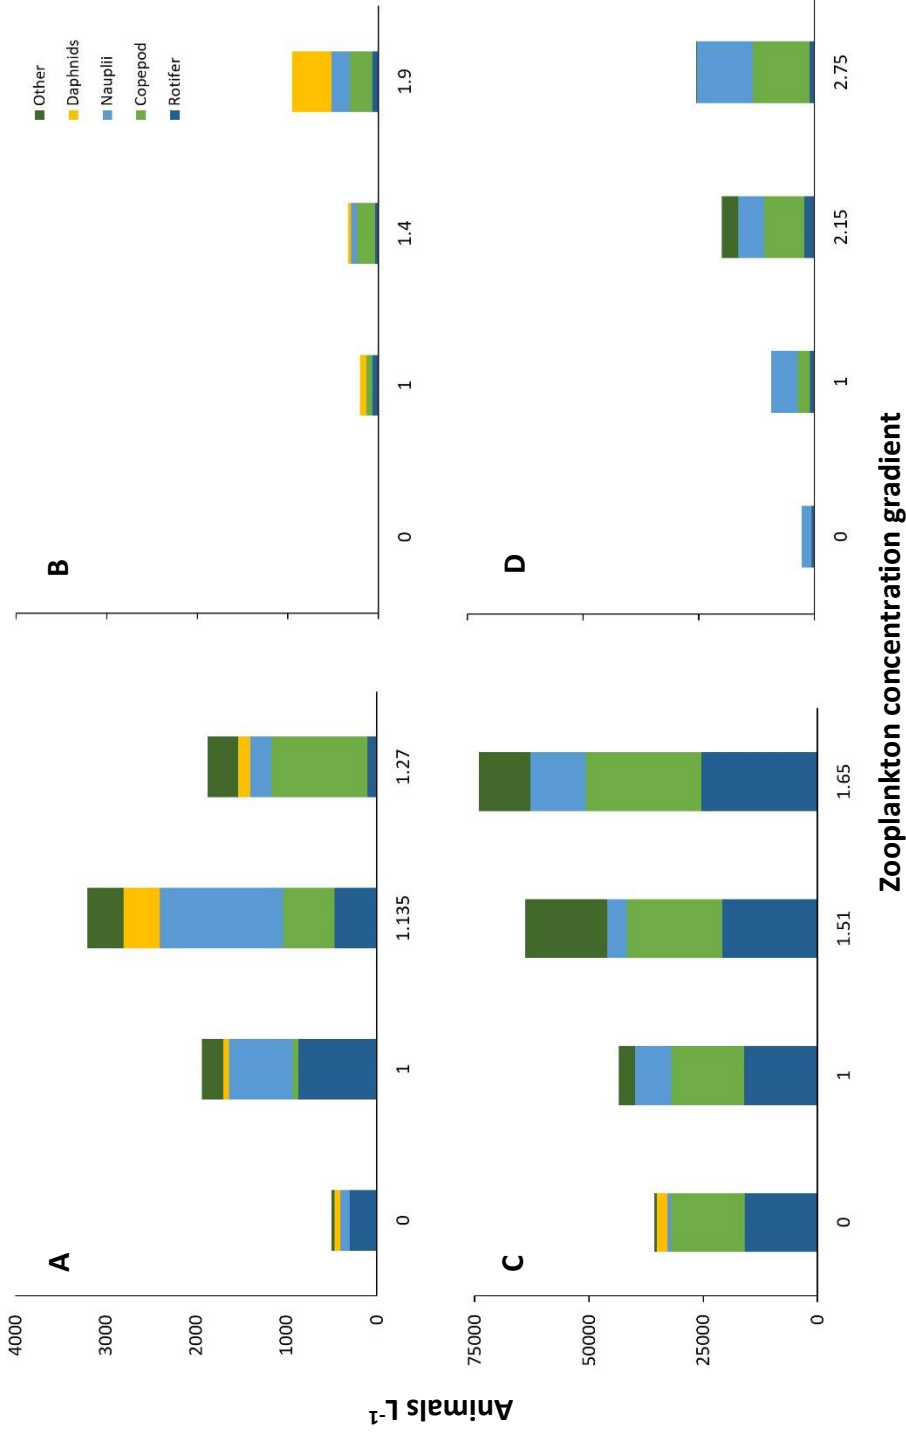 A
B
Other
Daphnids
Nauplii
Copepod
Rotifer
4000
3000
2000
1000
0
0 1 1.135 1.27
0 1 1.4 1.9
C
D
75000
50000
25000
0
0 1 1.51 1.65
0 1 2.15 2.75
Animals L⁻¹
Zooplankton concentration gradient